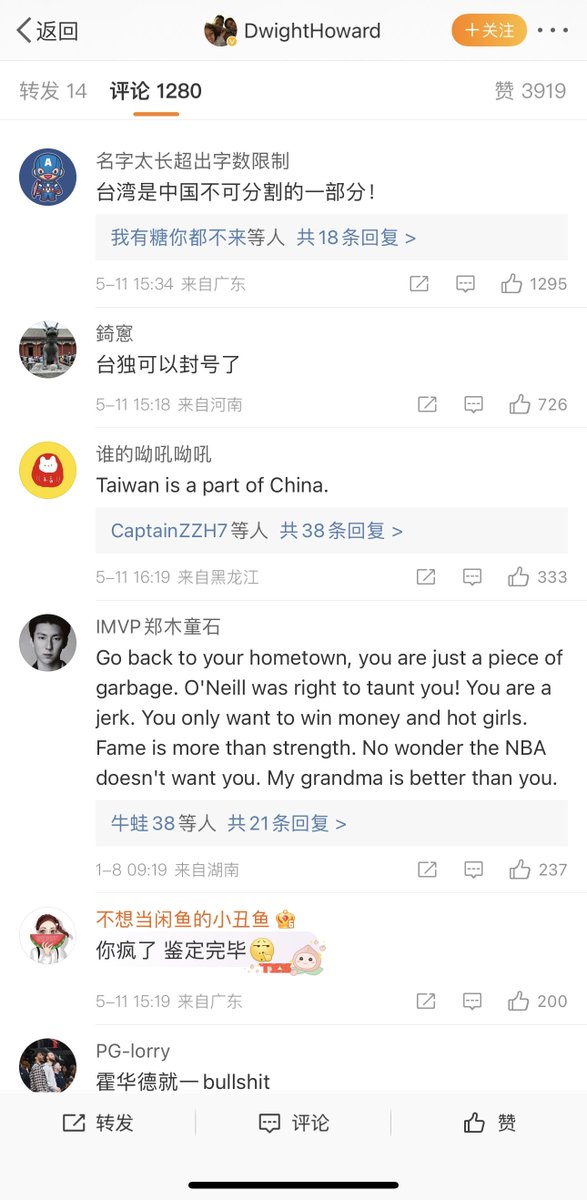 返回
DwightHoward
+关注
转发 14 评论 1280 赞 3919
名字太长超出字数限制
台湾是中国不可分割的一部分！
我有糖你都不来等人 共18条回复 >
5-11 15:34 来自广东 1295
錡窻
台独可以封号了
5-11 15:18 来自河南 726
谁的呦吼呦吼
Taiwan is a part of China.
CaptainZZH7等人 共38条回复 >
5-11 16:19 来自黑龙江 333
IMVP郑木童石
Go back to your hometown, you are just a piece of
garbage. O'Neill was right to taunt you! You are a
jerk. You only want to win money and hot girls.
Fame is more than strength. No wonder the NBA
doesn't want you. My grandma is better than you.
牛蛙38等人 共21条回复 >
1-8 09:19 来自湖南 237
不想当闲鱼的小丑鱼
你疯了 鉴定完毕
5-11 15:19 来自广东 200
PG-lorry
霍华德就一bullshit
转发 评论 赞